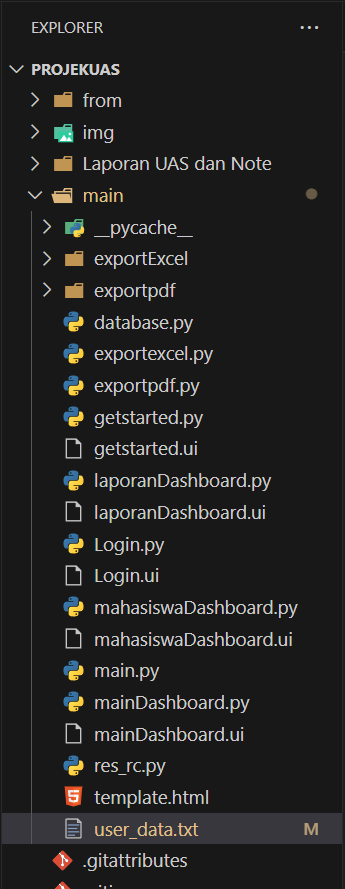 EXPLORER ...
PROJEKUAS
from
img
Laporan UAS dan Note
main
__pycache__
exportExcel
exportpdf
database.py
exportexcel.py
exportpdf.py
getstarted.py
getstarted.ui
laporanDashboard.py
laporanDashboard.ui
Login.py
Login.ui
mahasiswaDashboard.py
mahasiswaDashboard.ui
main.py
mainDashboard.py
mainDashboard.ui
res_rc.py
template.html
user_data.txt M
.gitattributes